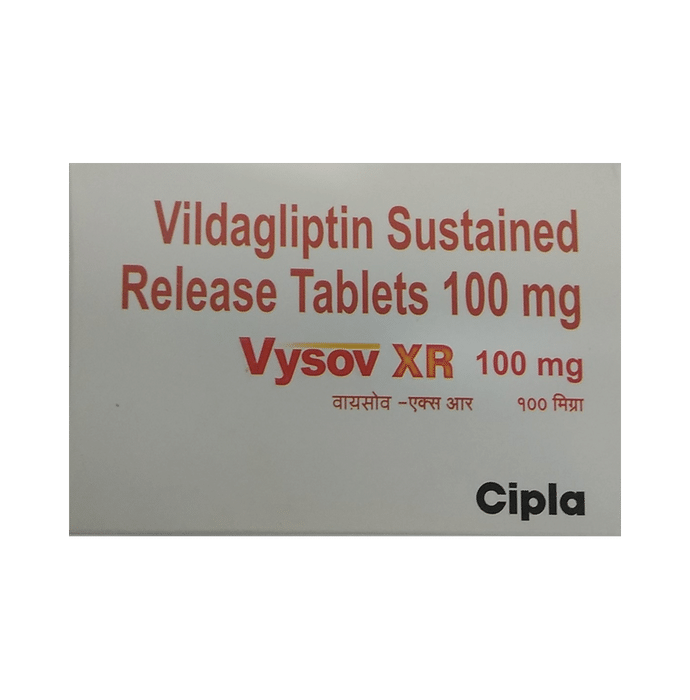 Vildagliptin Sustained
Release Tablets 100 mg
Vysov XR 100 mg
वायसोव -एक्स आर १०० मिग्रा
Cipla